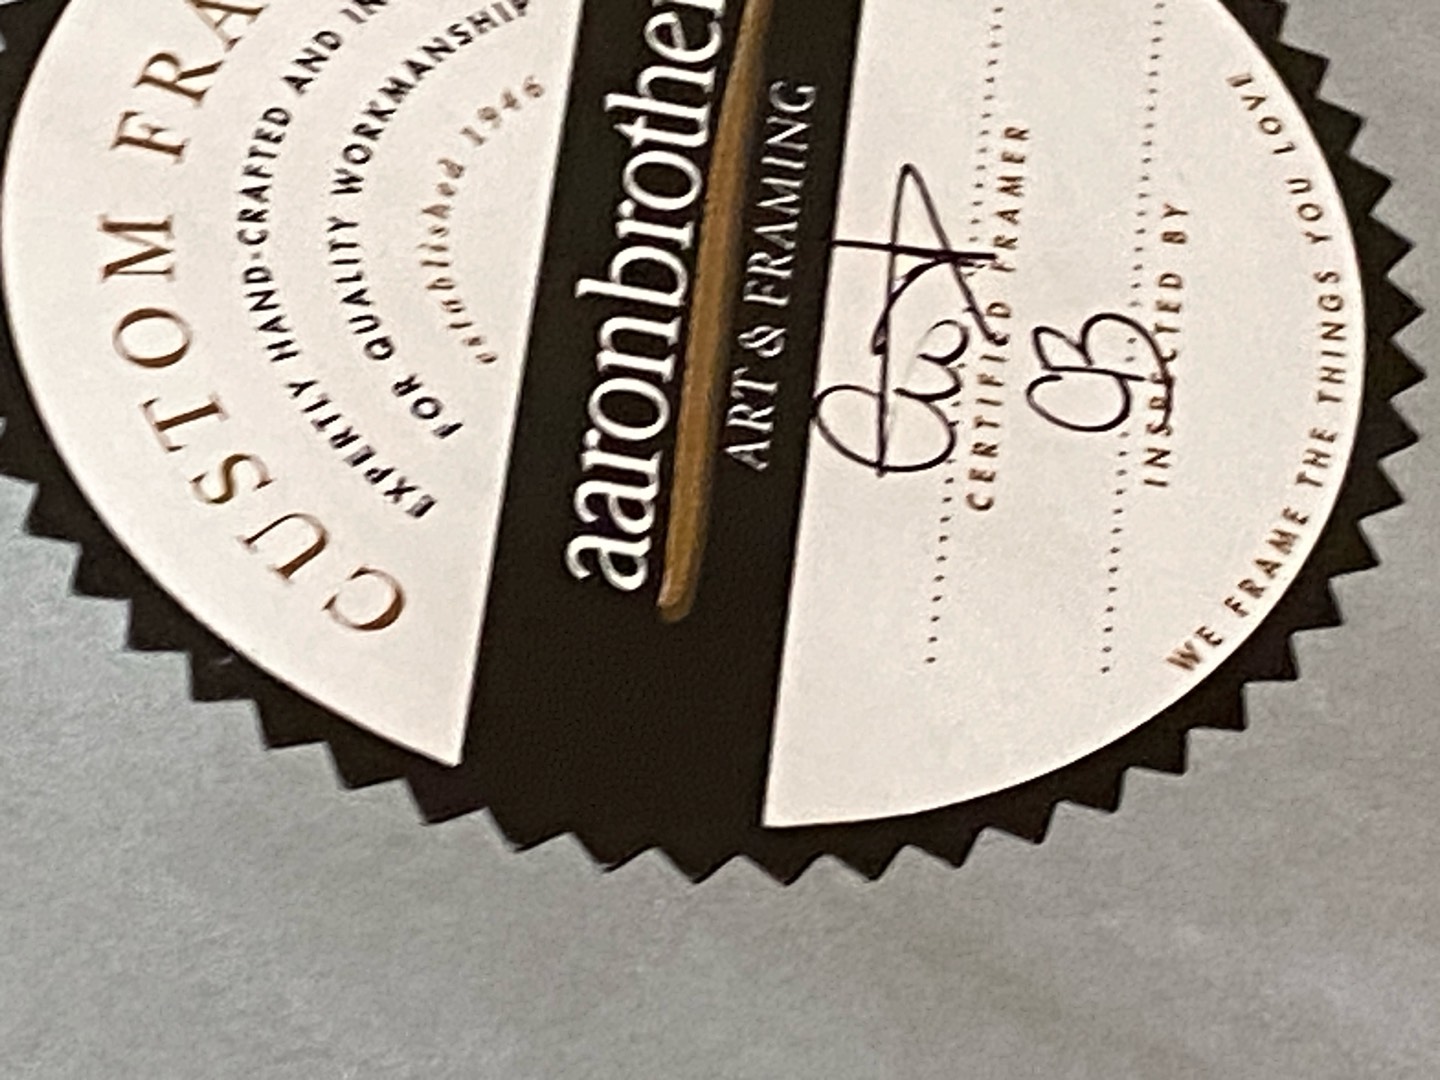 CUSTOM FRA
EXPERTLY HAND-CRAFTED AND IN
FOR QUALITY WORKMANSHIP
established 1946
aaronbrother
ART & FRAMING
CERTIFIED FRAMER
CB
INSPECTED BY
WE FRAME THE THINGS YOU LOVE